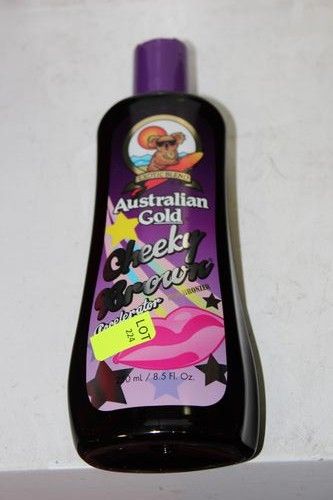 EXOTIC BLEND
Australian
Gold
Cheeky
Brown
Accelerator
BRONZER
LOT
224
250 ml / 8.5 Fl. Oz.